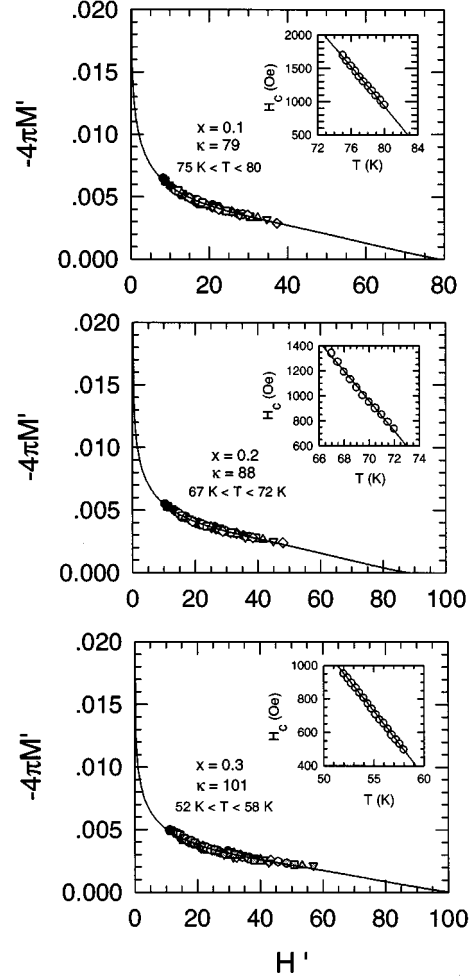 .020
.015
.010
.005
0.000
-4πM'
0 20 40 60 80
x = 0.1
κ = 79
75 K < T < 80
2000
1500
1000
500
H_c (Oe)
72 76 80 84
T (K)
.020
.015
.010
.005
0.000
-4πM'
0 20 40 60 80 100
x = 0.2
κ = 88
67 K < T < 72 K
1400
1200
1000
800
600
H_c (Oe)
66 68 70 72 74
T (K)
.020
.015
.010
.005
0.000
-4πM'
0 20 40 60 80 100
x = 0.3
κ = 101
52 K < T < 58 K
1000
800
600
400
H_c (Oe)
50 55 60
T (K)
H '